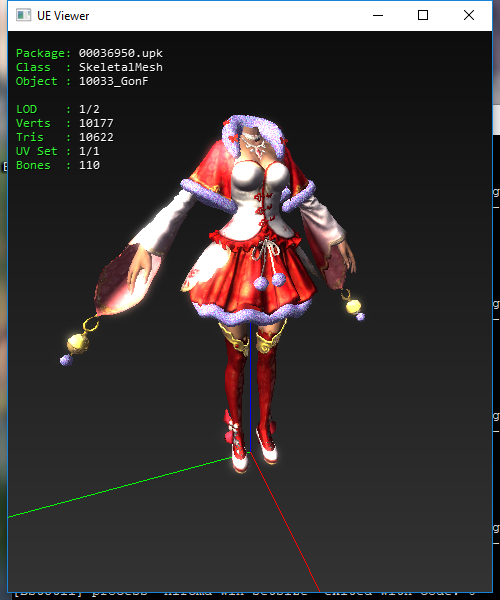 UE Viewer
Package: 00036950.upk
Class : SkeletalMesh
Object : 10033_GonF
LOD : 1/2
Verts : 10177
Tris : 10622
UV Set : 1/1
Bones : 110